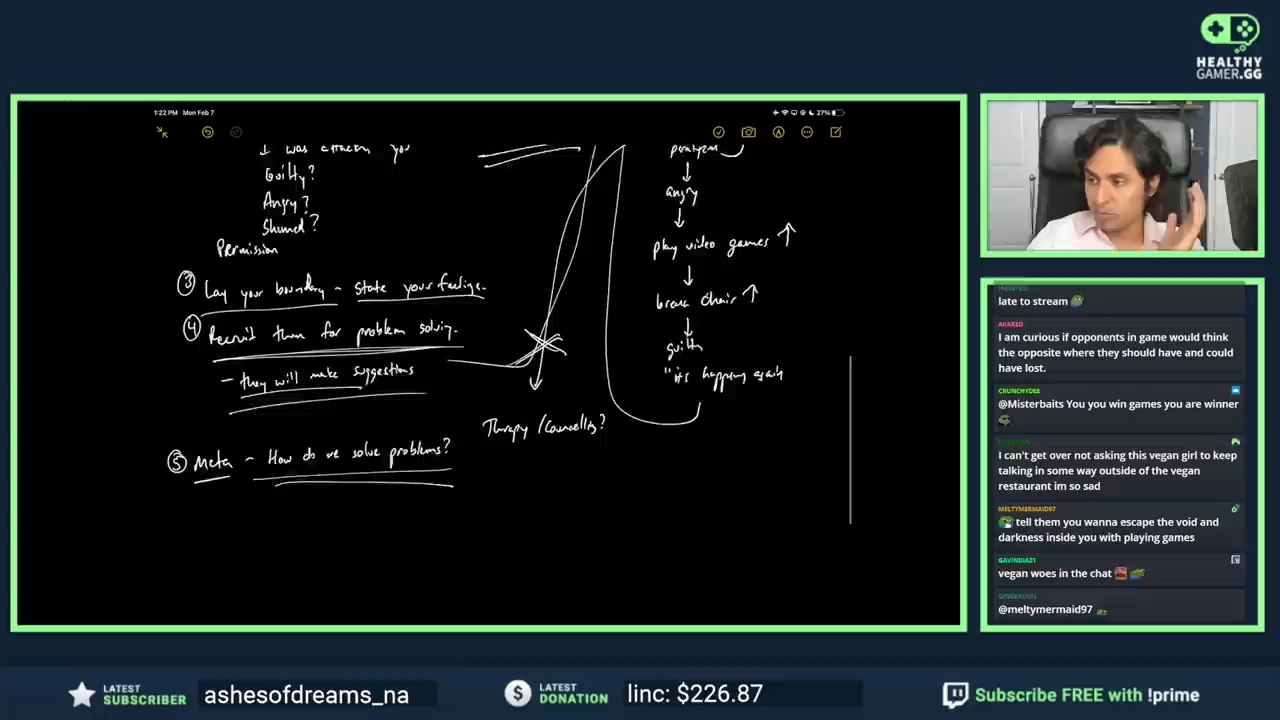 HEALTHY
GAMER.GG
1:22 PM Mon Feb 7
27%
I was attackin you
Guilty?
Angry?
Shamed?
Permission
③ Lay your boundary - state your feelings.
④ Recruit them for problem solving.
- they will make suggestions
Therapy /Councelling?
⑤ Meta - How do we solve problems?
angry
play video games ↑
break chair ↑
guilty
"it's happening again
late to stream
AKARED
I am curious if opponents in game would think
the opposite where they should have and could
have lost.
CRUNCHYDEE
@Misterbaits You you win games you are winner
I can't get over not asking this vegan girl to keep
talking in some way outside of the vegan
restaurant im so sad
MELTYMERMAID97
tell them you wanna escape the void and
darkness inside you with playing games
GAVINDIAZ1
vegan woes in the chat
@meltymermaid97
LATEST
SUBSCRIBER
ashesofdreams_na
LATEST
DONATION
linc: $226.87
Subscribe FREE with !prime